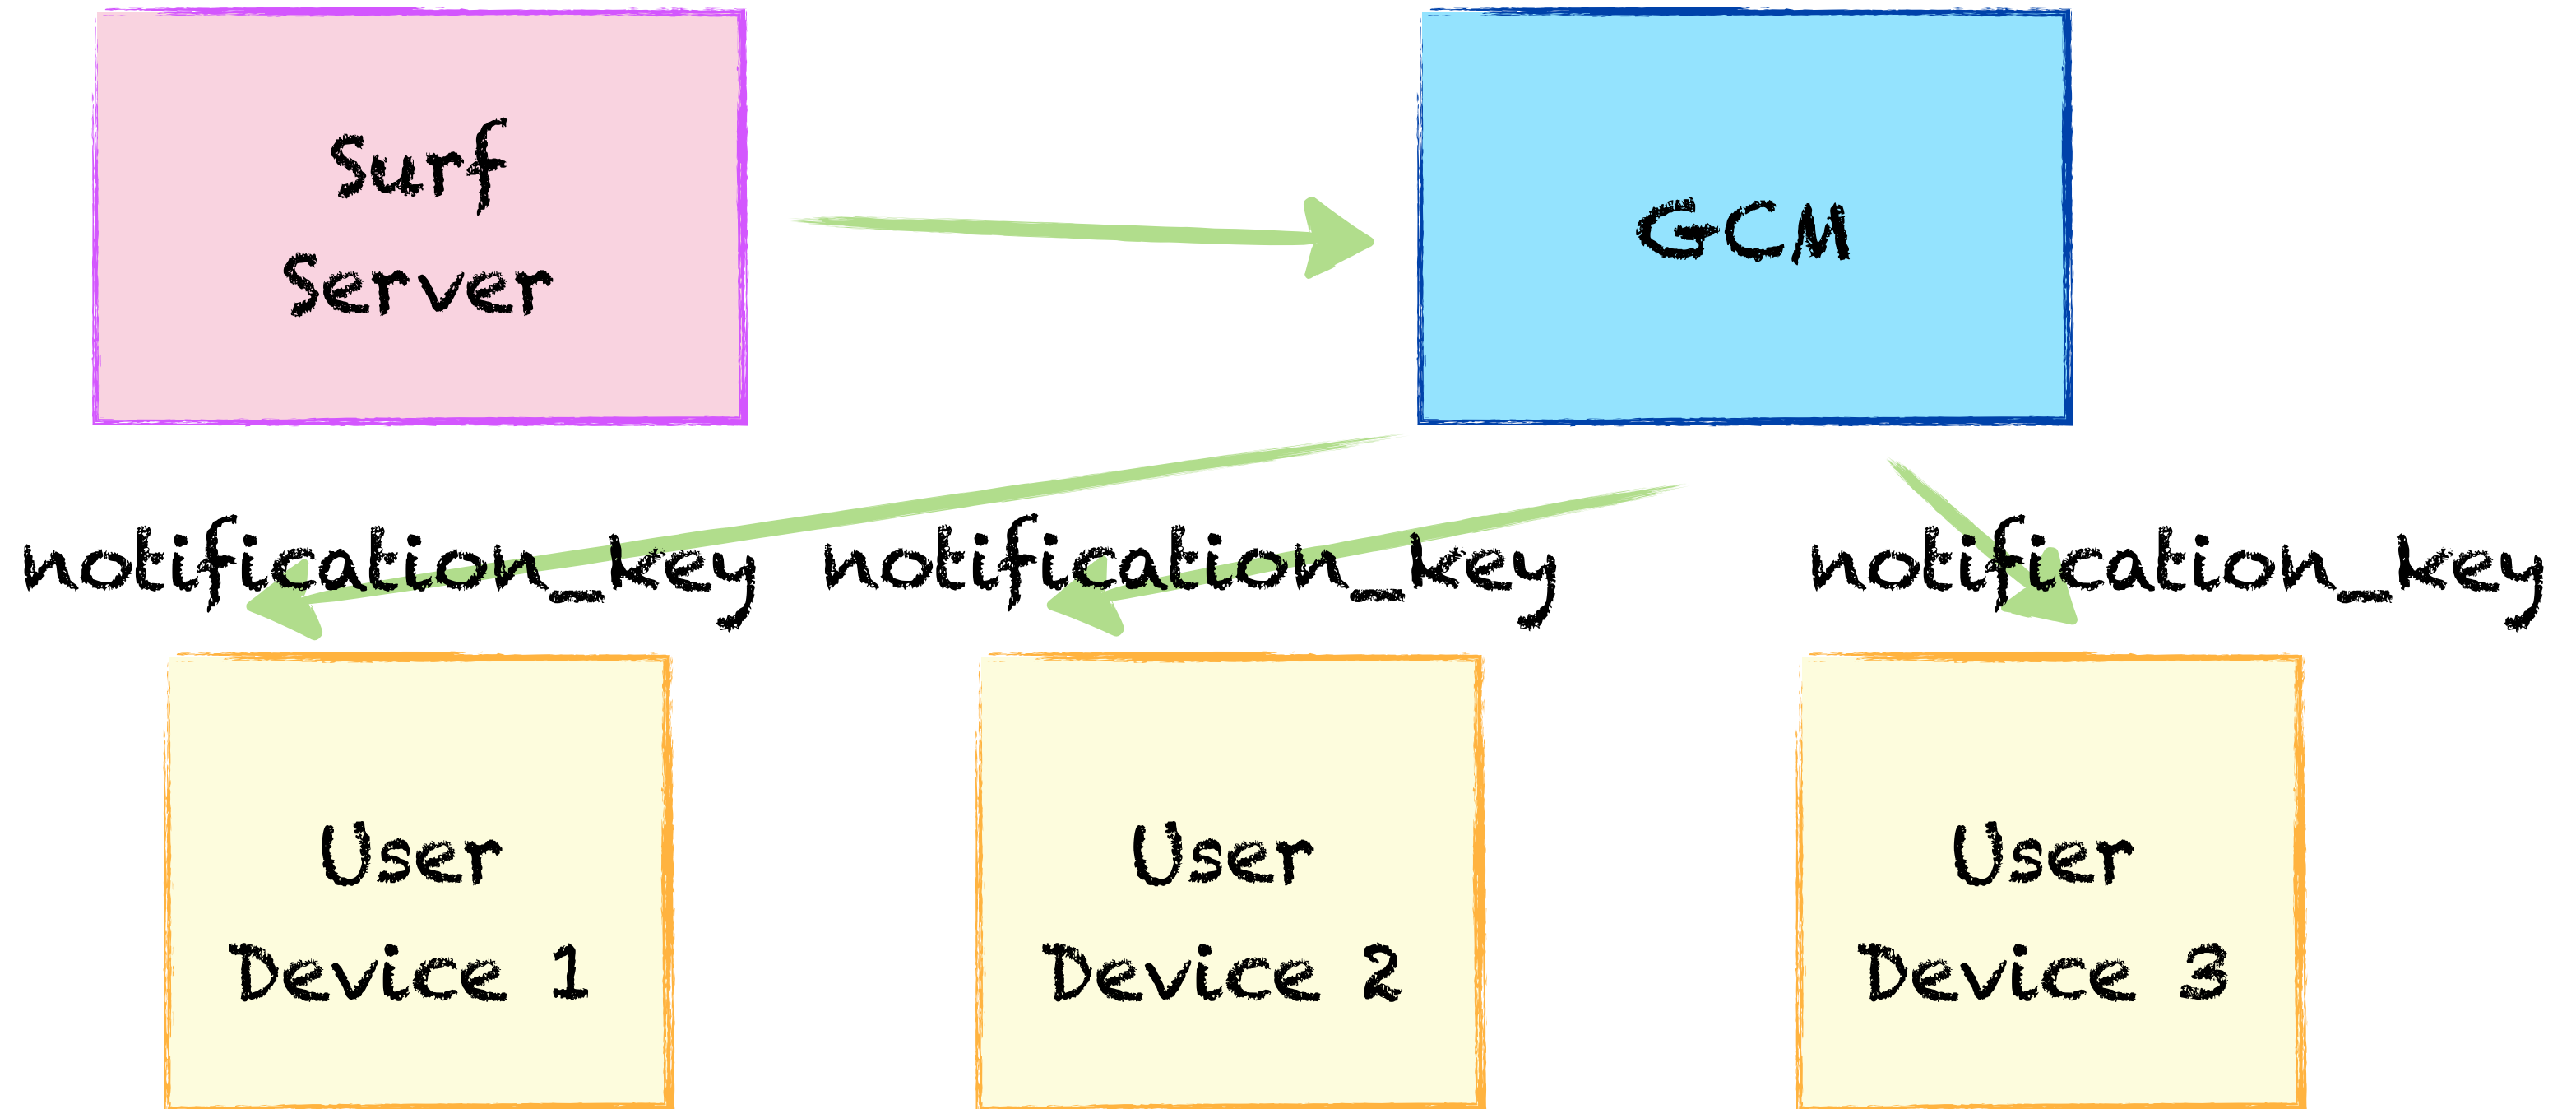 Surf
Server
GCM
notification_key
notification_key
notification_key
User
Device 1
User
Device 2
User
Device 3